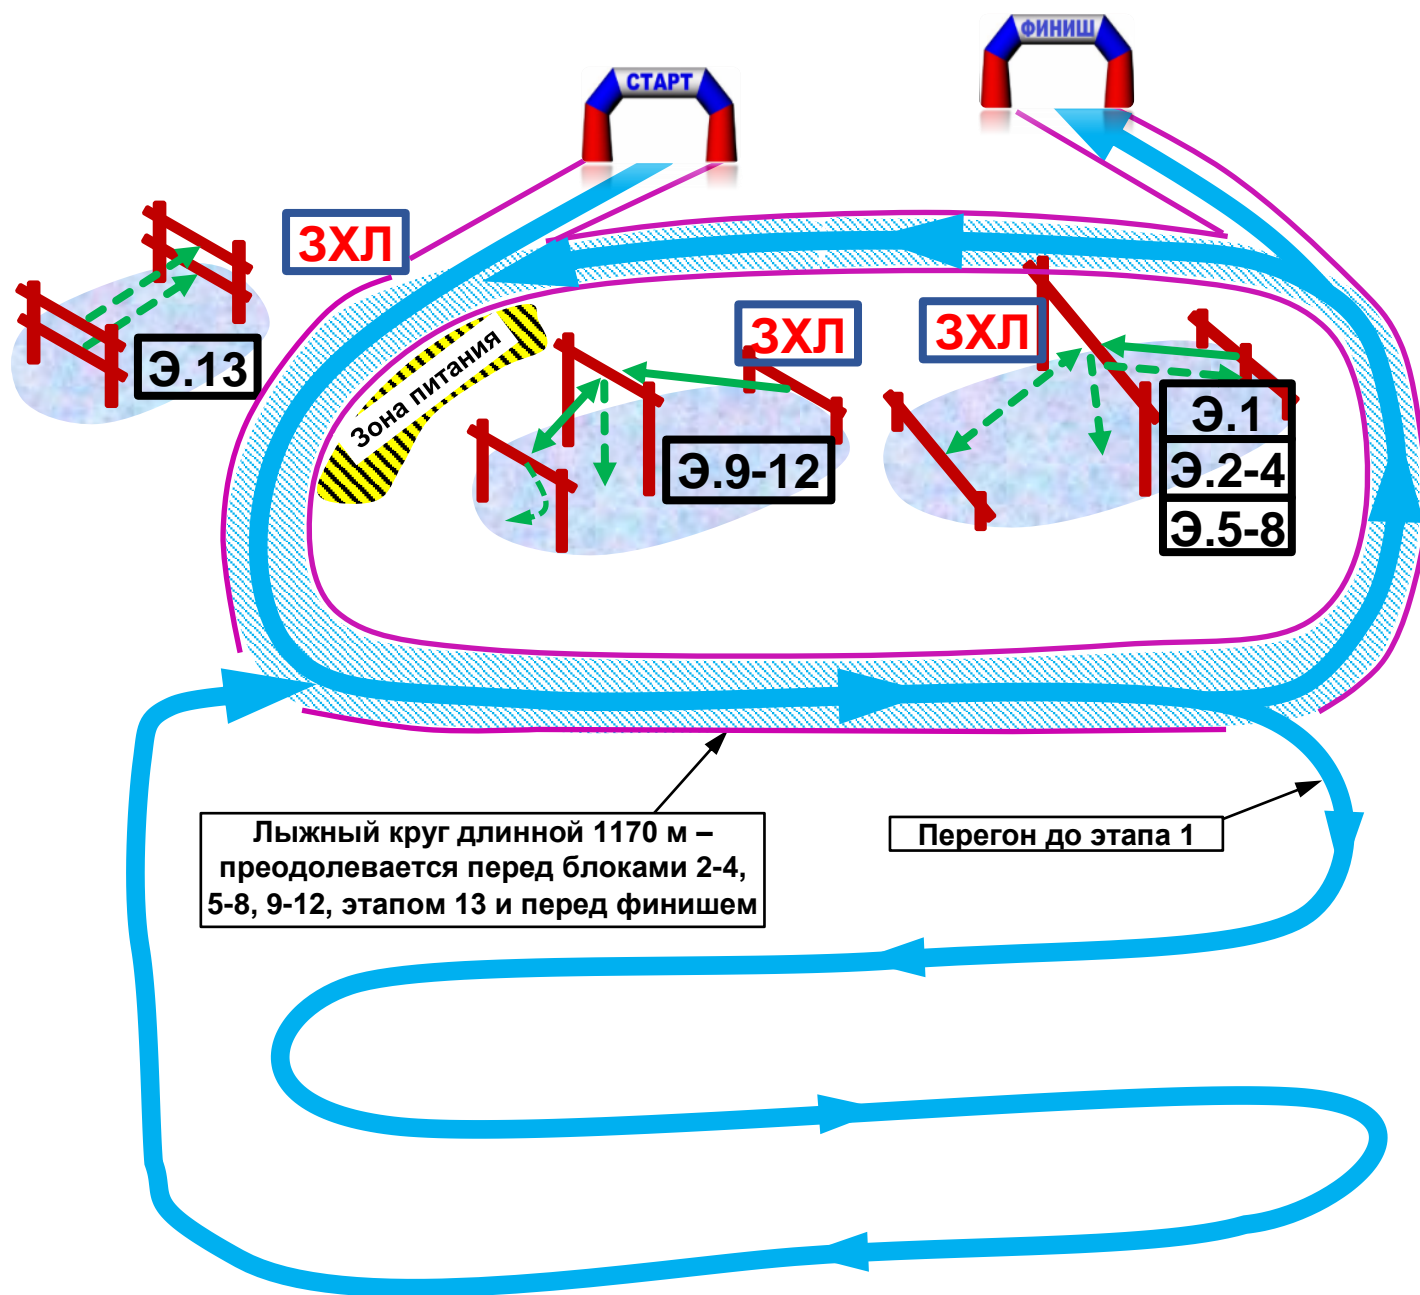 ФИНИШ
СТАРТ
ЗХЛ
ЗХЛ
ЗХЛ
Э.13
Зона питания
Э.9-12
Э.1
Э.2-4
Э.5-8
Лыжный круг длинной 1170 м –
преодолевается перед блоками 2-4,
5-8, 9-12, этапом 13 и перед финишем
Перегон до этапа 1